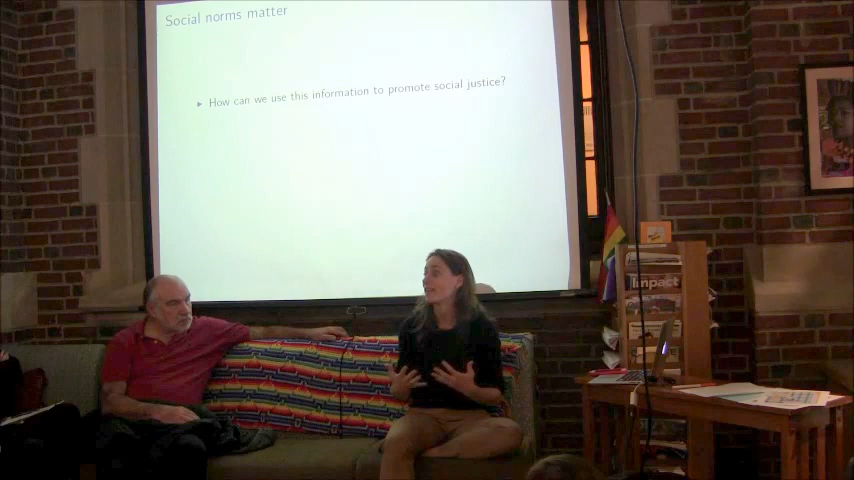 Social norms matter
How can we use this information to promote social justice?
Impact